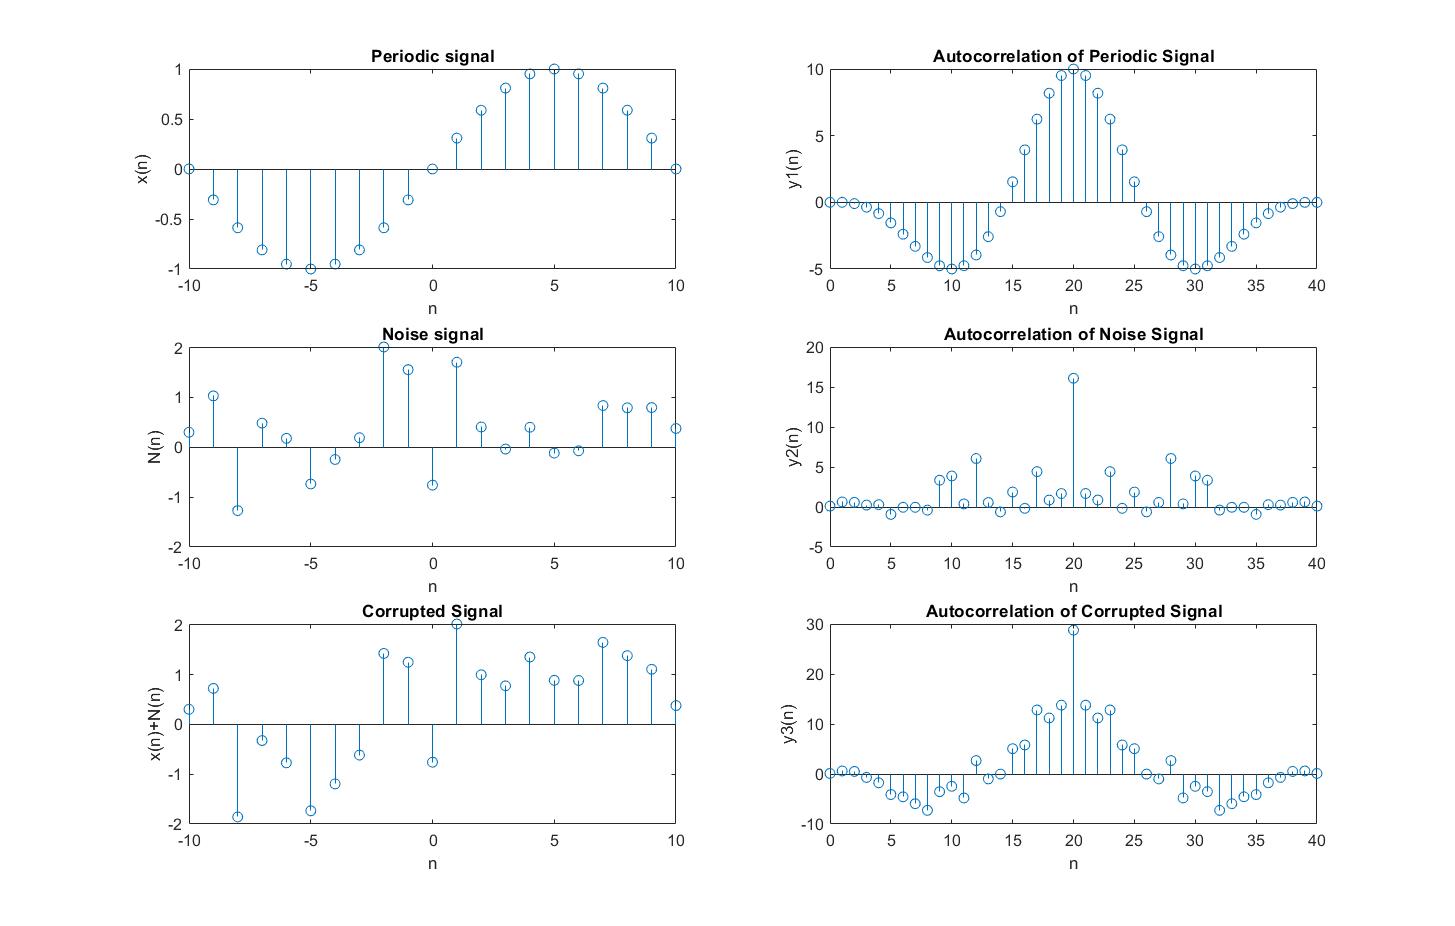 Periodic signal
1
0.5
0
-0.5
-1
x(n)
-10 -5 0 5 10
n
Autocorrelation of Periodic Signal
10
5
0
-5
y1(n)
0 5 10 15 20 25 30 35 40
n
Noise signal
2
1
0
-1
-2
N(n)
-10 -5 0 5 10
n
Autocorrelation of Noise Signal
20
15
10
5
0
-5
y2(n)
0 5 10 15 20 25 30 35 40
n
Corrupted Signal
2
1
0
-1
-2
x(n)+N(n)
-10 -5 0 5 10
n
Autocorrelation of Corrupted Signal
30
20
10
0
-10
y3(n)
0 5 10 15 20 25 30 35 40
n